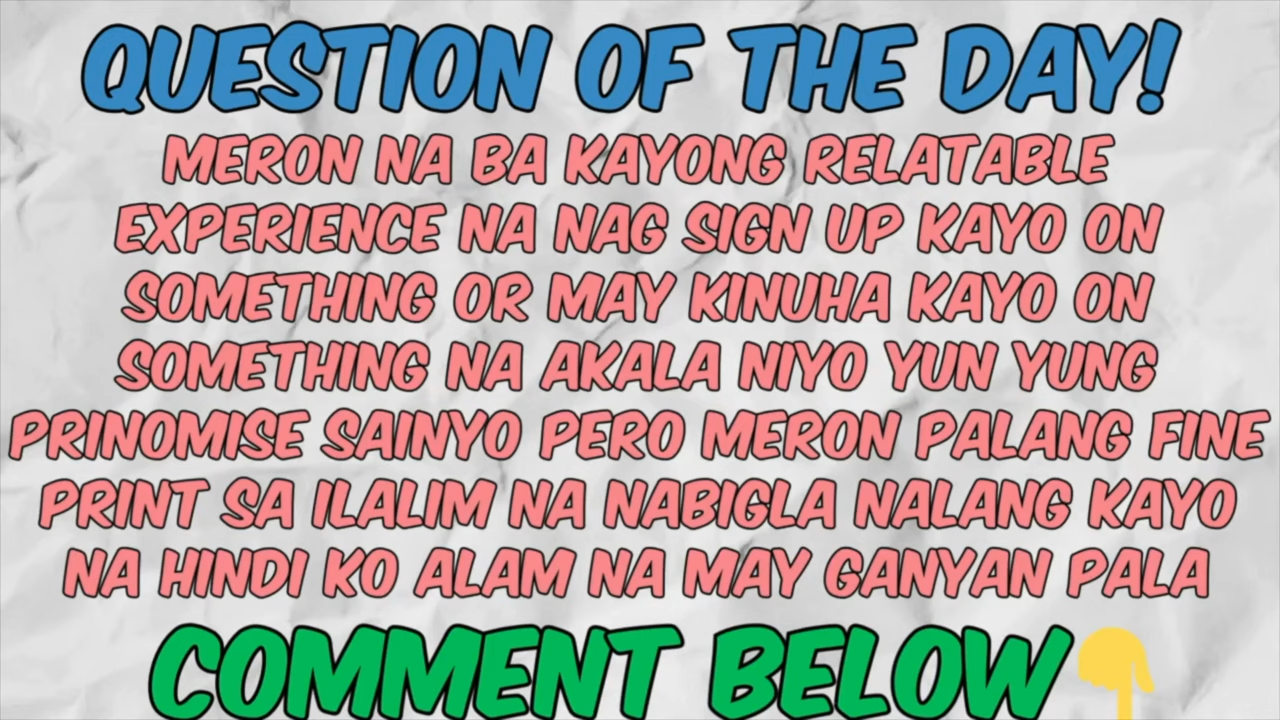 QUESTION OF THE DAY!
MERON NA BA KAYONG RELATABLE
EXPERIENCE NA NAG SIGN UP KAYO ON
SOMETHING OR MAY KINUHA KAYO ON
SOMETHING NA AKALA NIYO YUN YUNG
PRINOMISE SAINYO PERO MERON PALANG FINE
PRINT SA ILALIM NA NABIGLA NALANG KAYO
NA HINDI KO ALAM NA MAY GANYAN PALA
COMMENT BELOW👇